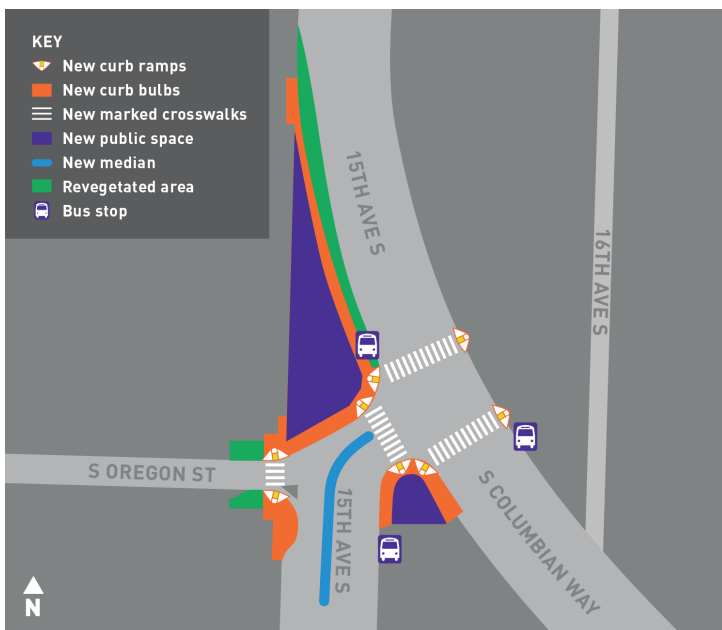 KEY
New curb ramps
New curb bulbs
New marked crosswalks
New public space
New median
Revegetated area
Bus stop
15TH AVE S
16TH AVE S
S OREGON ST
15TH AVE S
S COLUMBIAN WAY
N